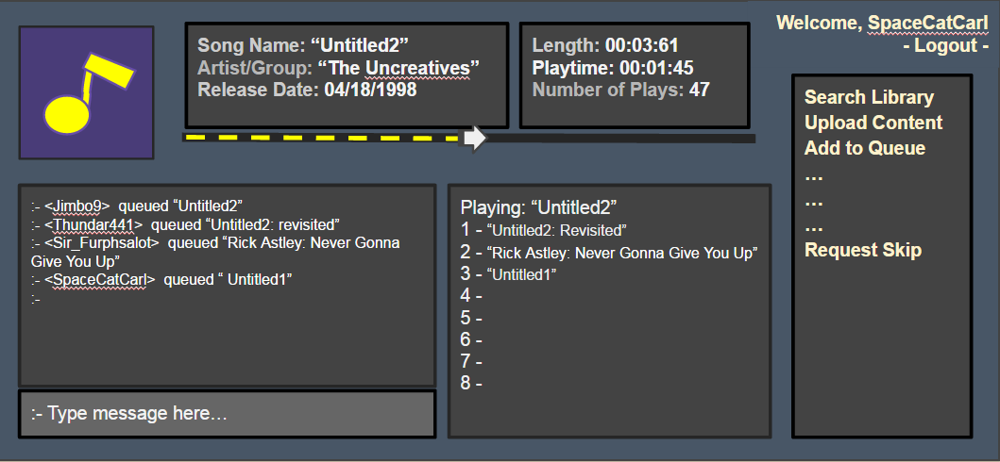 Song Name: “Untitled2”
Artist/Group: “The Uncreatives”
Release Date: 04/18/1998
Length: 00:03:61
Playtime: 00:01:45
Number of Plays: 47
Welcome, SpaceCatCarl
- Logout -
:- <Jimbo9> queued “Untitled2”
:- <Thundar441> queued “Untitled2: revisited”
:- <Sir_Furphsalot> queued “Rick Astley: Never Gonna
Give You Up”
:- <SpaceCatCarl> queued “ Untitled1”
:-
:- Type message here…
Playing: “Untitled2”
1 - “Untitled2: Revisited”
2 - “Rick Astley: Never Gonna Give You Up”
3 - “Untitled1”
4 -
5 -
6 -
7 -
8 -
Search Library
Upload Content
Add to Queue
…
…
…
Request Skip